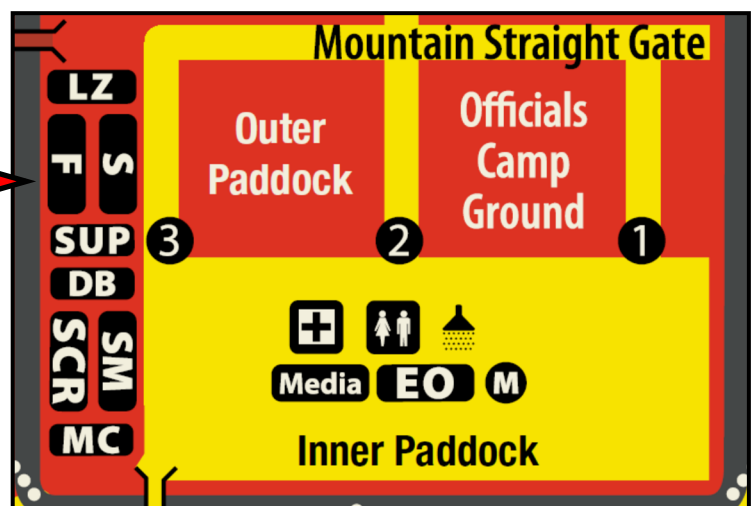 Mountain Straight Gate
LZ
F
S
SUP
DB
SCR
SM
MC
Outer
Paddock
Officials
Camp
Ground
3
2
1
Media
EO
M
Inner Paddock